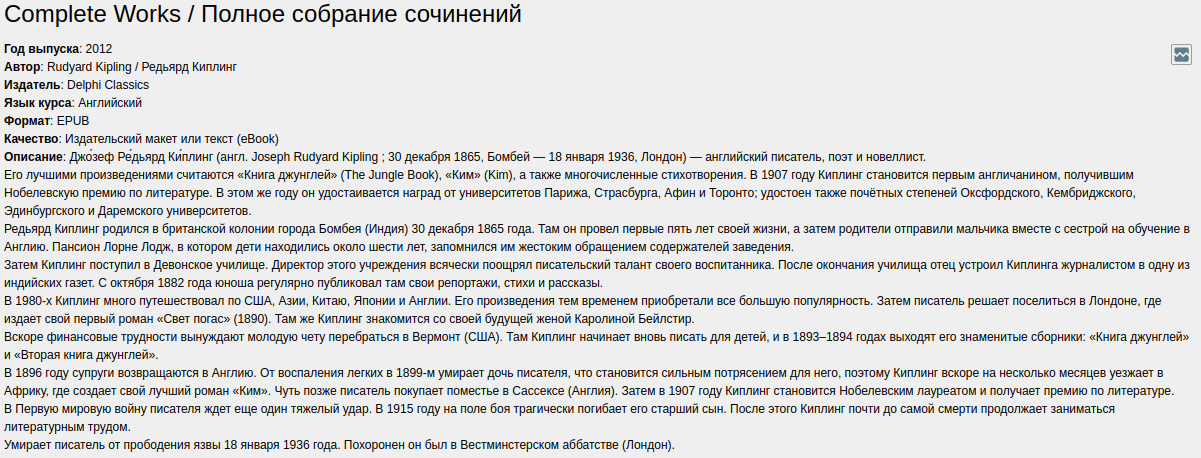 Complete Works / Полное собрание сочинений
Год выпуска: 2012
Автор: Rudyard Kipling / Редьярд Киплинг
Издатель: Delphi Classics
Язык курса: Английский
Формат: EPUB
Качество: Издательский макет или текст (eBook)
Описание: Джо́зеф Ре́дьярд Ки́плинг (англ. Joseph Rudyard Kipling ; 30 декабря 1865, Бомбей — 18 января 1936, Лондон) — английский писатель, поэт и новеллист.
Его лучшими произведениями считаются «Книга джунглей» (The Jungle Book), «Ким» (Kim), а также многочисленные стихотворения. В 1907 году Киплинг становится первым англичанином, получившим
Нобелевскую премию по литературе. В этом же году он удостаивается наград от университетов Парижа, Страсбурга, Афин и Торонто; удостоен также почётных степеней Оксфордского, Кембриджского,
Эдинбургского и Даремского университетов.
Редьярд Киплинг родился в британской колонии города Бомбея (Индия) 30 декабря 1865 года. Там он провел первые пять лет своей жизни, а затем родители отправили мальчика вместе с сестрой на обучение в
Англию. Пансион Лорне Лодж, в котором дети находились около шести лет, запомнился им жестоким обращением содержателей заведения.
Затем Киплинг поступил в Девонское училище. Директор этого учреждения всячески поощрял писательский талант своего воспитанника. После окончания училища отец устроил Киплинга журналистом в одну из
индийских газет. С октября 1882 года юноша регулярно публиковал там свои репортажи, стихи и рассказы.
В 1980-х Киплинг много путешествовал по США, Азии, Китаю, Японии и Англии. Его произведения тем временем приобретали все большую популярность. Затем писатель решает поселиться в Лондоне, где
издает свой первый роман «Свет погас» (1890). Там же Киплинг знакомится со своей будущей женой Каролиной Бейлстир.
Вскоре финансовые трудности вынуждают молодую чету перебраться в Вермонт (США). Там Киплинг начинает вновь писать для детей, и в 1893–1894 годах выходят его знаменитые сборники: «Книга джунглей»
и «Вторая книга джунглей».
В 1896 году супруги возвращаются в Англию. От воспаления легких в 1899-м умирает дочь писателя, что становится сильным потрясением для него, поэтому Киплинг вскоре на несколько месяцев уезжает в
Африку, где создает свой лучший роман «Ким». Чуть позже писатель покупает поместье в Сассексе (Англия). Затем в 1907 году Киплинг становится Нобелевским лауреатом и получает премию по литературе.
В Первую мировую войну писателя ждет еще один тяжелый удар. В 1915 году на поле боя трагически погибает его старший сын. После этого Киплинг почти до самой смерти продолжает заниматься
литературным трудом.
Умирает писатель от прободения язвы 18 января 1936 года. Похоронен он был в Вестминстерском аббатстве (Лондон).